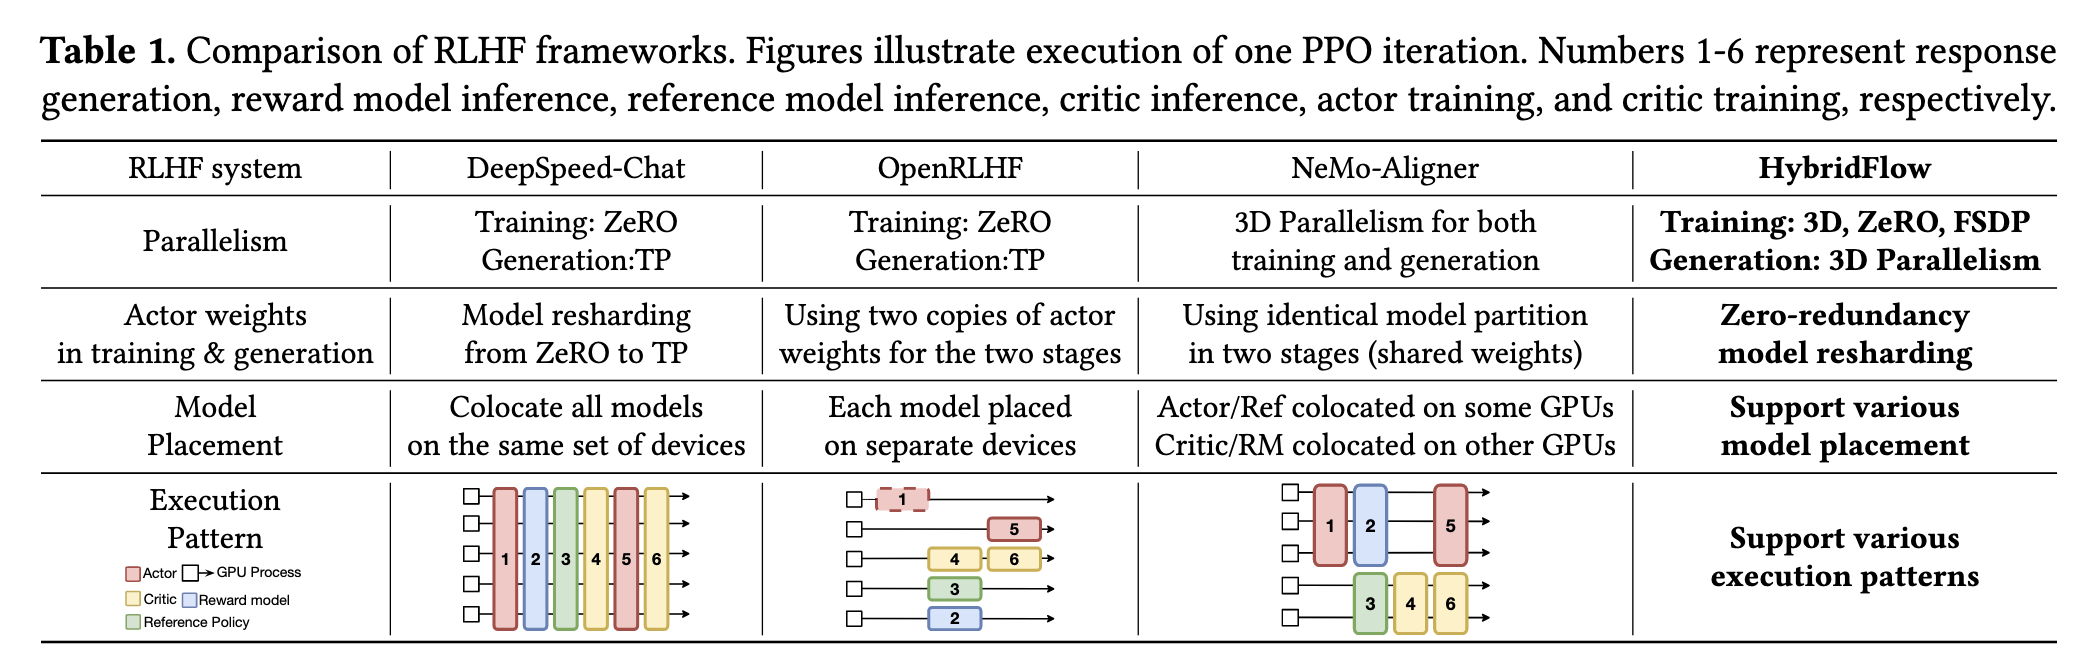 Table 1. Comparison of RLHF frameworks. Figures illustrate execution of one PPO iteration. Numbers 1-6 represent response
generation, reward model inference, reference model inference, critic inference, actor training, and critic training, respectively.
RLHF system
DeepSpeed-Chat
OpenRLHF
NeMo-Aligner
HybridFlow
Parallelism
Training: ZeRO
Generation:TP
Training: ZeRO
Generation:TP
3D Parallelism for both
training and generation
Training: 3D, ZeRO, FSDP
Generation: 3D Parallelism
Actor weights
in training & generation
Model resharding
from ZeRO to TP
Using two copies of actor
weights for the two stages
Using identical model partition
in two stages (shared weights)
Zero-redundancy
model resharding
Model
Placement
Colocate all models
on the same set of devices
Each model placed
on separate devices
Actor/Ref colocated on some GPUs
Critic/RM colocated on other GPUs
Support various
model placement
Execution
Pattern
Actor GPU Process
Critic Reward model
Reference Policy
1 2 3 4 5 6
1
5
4 6
3
2
1 2 5
3 4 6
Support various
execution patterns